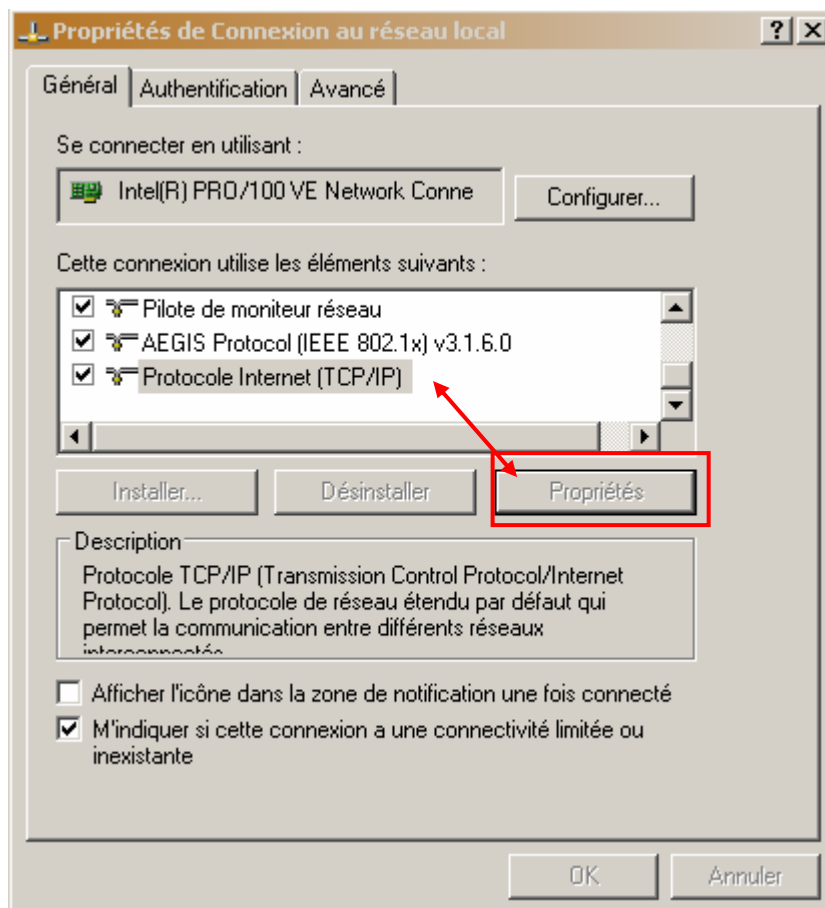 Propriétés de Connexion au réseau local
Général
Authentification
Avancé
Se connecter en utilisant :
Intel(R) PRO/100 VE Network Conne
Configurer...
Cette connexion utilise les éléments suivants :
Pilote de moniteur réseau
AEGIS Protocol (IEEE 802.1x) v3.1.6.0
Protocole Internet (TCP/IP)
Installer...
Désinstaller
Propriétés
Description
Protocole TCP/IP (Transmission Control Protocol/Internet
Protocol). Le protocole de réseau étendu par défaut qui
permet la communication entre différents réseaux
interconnectés
Afficher l'icône dans la zone de notification une fois connecté
M'indiquer si cette connexion a une connectivité limitée ou
inexistante
OK
Annuler